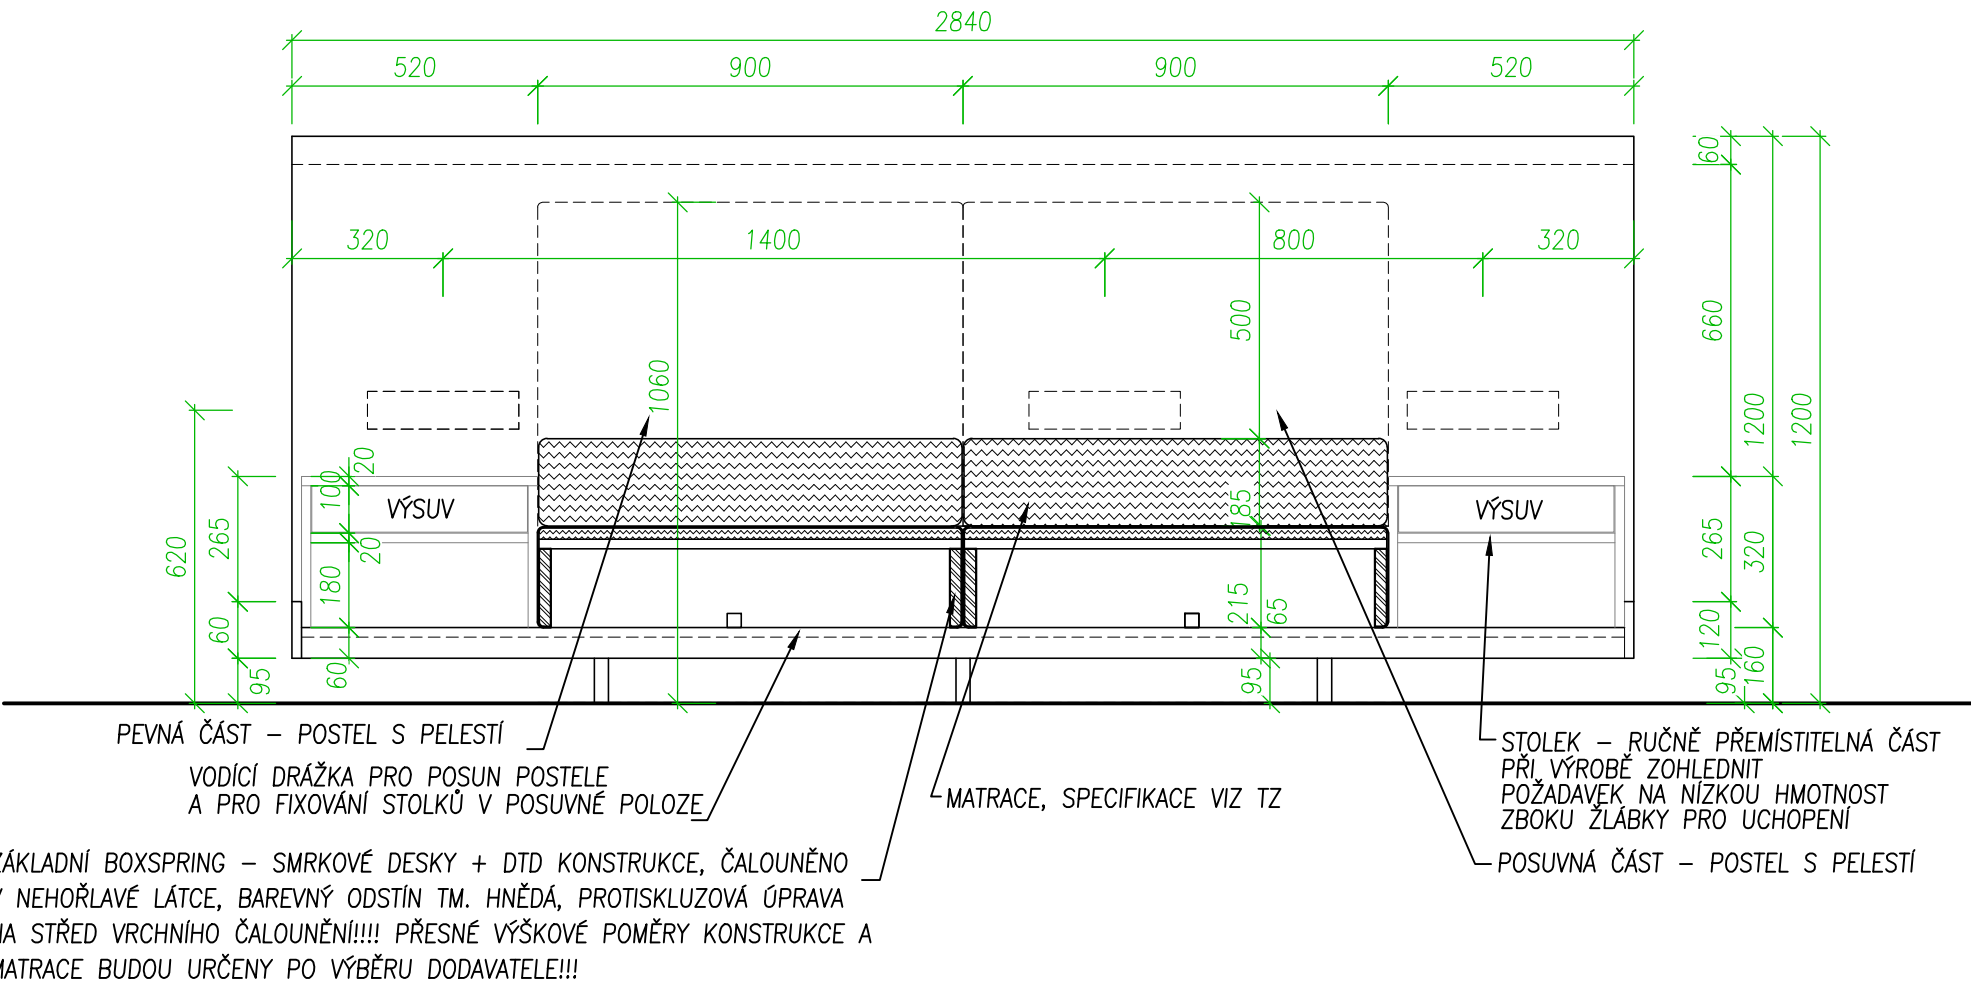 2840
520 900 900 520
60
320 1400 800 320
500
660
1060
1200
1200
20
100
VÝSUV
185
VÝSUV
620
265
20
180
265
320
215
65
60
120
60
95
95
95
160
PEVNÁ ČÁST – POSTEL S PELESTÍ
VODÍCÍ DRÁŽKA PRO POSUN POSTELE
A PRO FIXOVÁNÍ STOLKŮ V POSUVNÉ POLOZE
MATRACE, SPECIFIKACE VIZ TZ
STOLEK – RUČNĚ PŘEMÍSTITELNÁ ČÁST
PŘI VÝROBĚ ZOHLEDNIT
POŽADAVEK NA NÍZKOU HMOTNOST
ZBOKU ŽLÁBKY PRO UCHOPENÍ
POSUVNÁ ČÁST – POSTEL S PELESTÍ
ZÁKLADNÍ BOXSPRING – SMRKOVÉ DESKY + DTD KONSTRUKCE, ČALOUNĚNO
V NEHOŘLAVÉ LÁTCE, BAREVNÝ ODSTÍN TM. HNĚDÁ, PROTISKLUZOVÁ ÚPRAVA
NA STŘED VRCHNÍHO ČALOUNĚNÍ!!!! PŘESNÉ VÝŠKOVÉ POMĚRY KONSTRUKCE A
MATRACE BUDOU URČENY PO VÝBĚRU DODAVATELE!!!